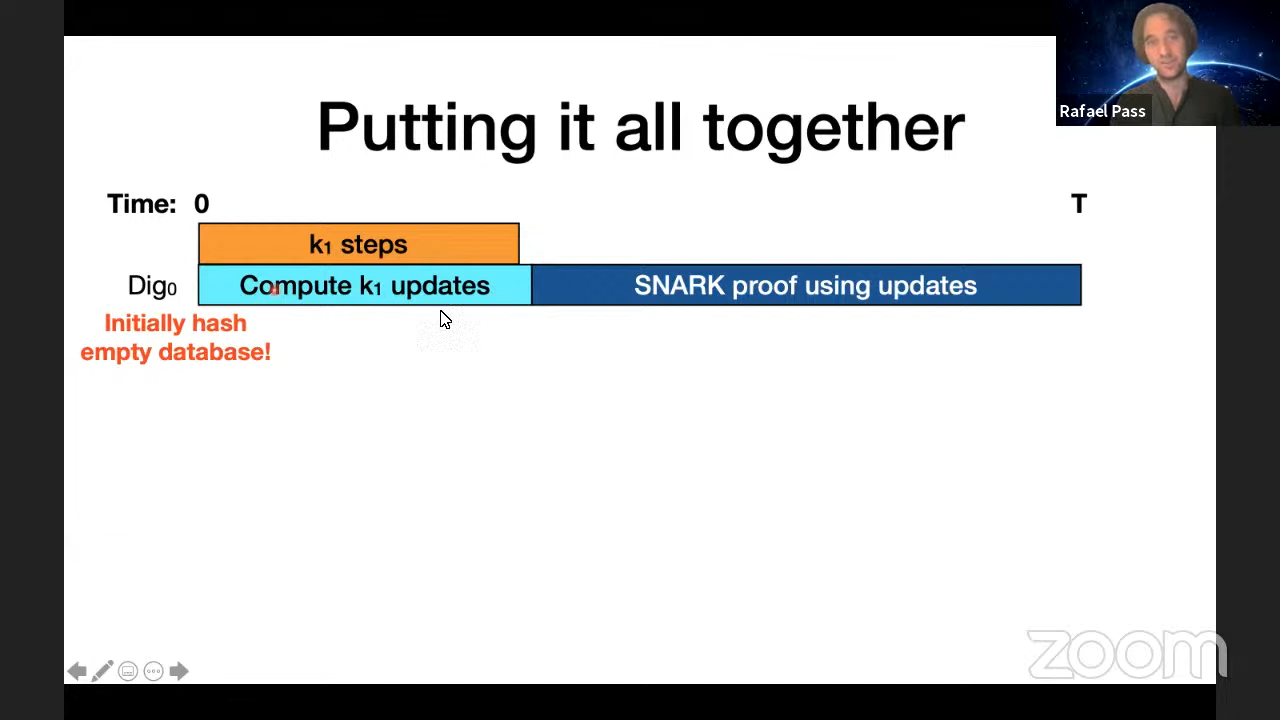 Rafael Pass
Putting it all together
Time: 0 T
k₁ steps
Dig₀ Compute k₁ updates SNARK proof using updates
Initially hash
empty database!
zoom